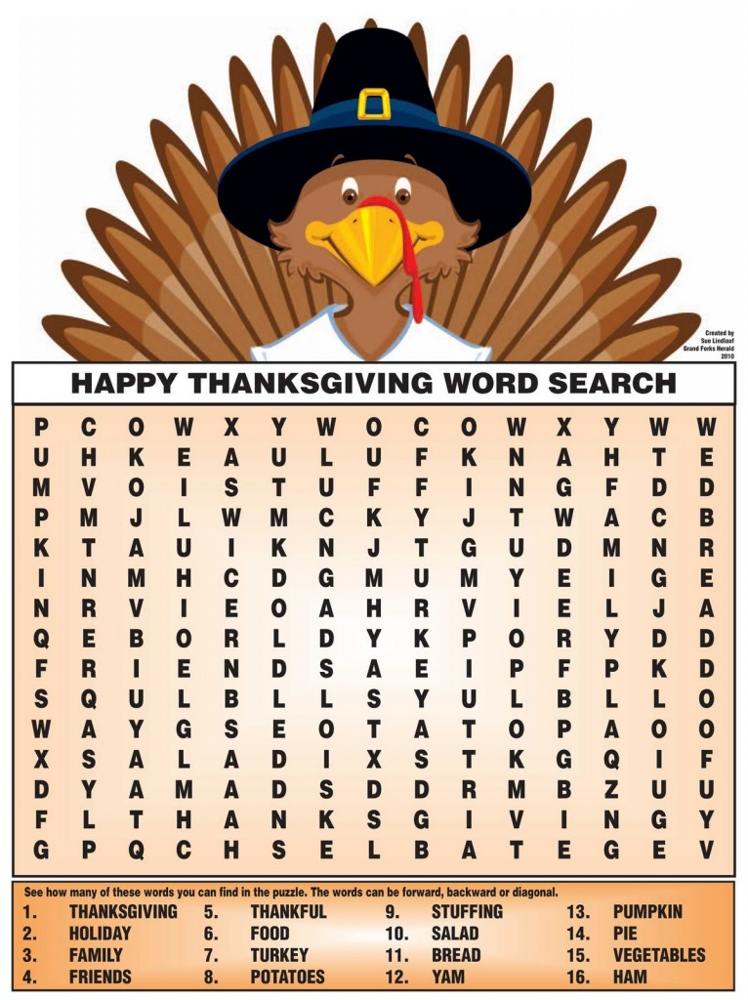 Created by
Sue Lindlauf
Grand Forks Herald
2010
HAPPY THANKSGIVING WORD SEARCH
P C O W X Y W O C O W X Y W W
U H K E A U L U F K N A H T E
M V O I S T U F F I N G F D D
P M J L W M C K Y J T W A C B
K T A U I K N J T G U D M N R
I N M H C D G M U M Y E I G E
N R V I E O A H R V I E L J A
Q E B O R L D Y K P O R Y D D
F R I E N D S A E I P F P K D
S Q U L B L L S Y U L B L L O
W A Y G S E O T A T O P A O O
X S A L A D I X S T K G Q I F
D Y A M A D S D D R M B Z U U
F L T H A N K S G I V I N G Y
G P Q C H S E L B A T E G E V
See how many of these words you can find in the puzzle. The words can be forward, backward or diagonal.
1. THANKSGIVING 5. THANKFUL 9. STUFFING 13. PUMPKIN
2. HOLIDAY 6. FOOD 10. SALAD 14. PIE
3. FAMILY 7. TURKEY 11. BREAD 15. VEGETABLES
4. FRIENDS 8. POTATOES 12. YAM 16. HAM